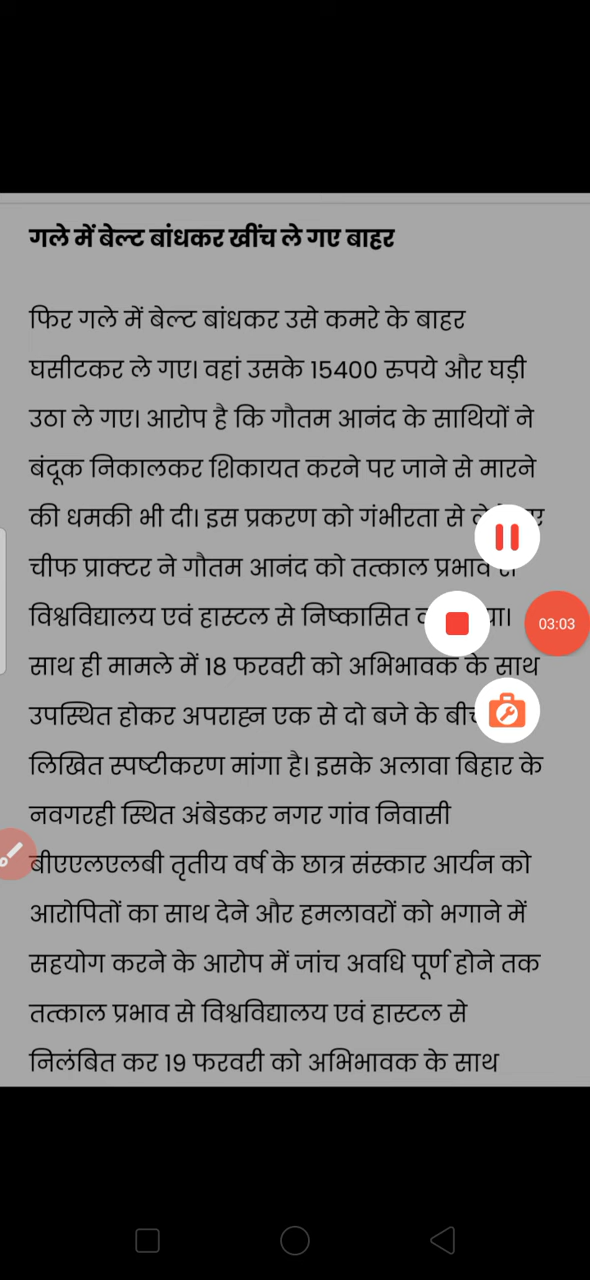 गले में बेल्ट बांधकर खींच ले गए बाहर
फिर गले में बेल्ट बांधकर उसे कमरे के बाहर
घसीटकर ले गए। वहां उसके 15400 रुपये और घड़ी
उठा ले गए। आरोप है कि गौतम आनंद के साथियों ने
बंदूक निकालकर शिकायत करने पर जाने से मारने
की धमकी भी दी। इस प्रकरण को गंभीरता से
चीफ प्राक्टर ने गौतम आनंद को तत्काल प्रभाव
विश्वविद्यालय एवं हास्टल से निष्कासित
03:03
साथ ही मामले में 18 फरवरी को अभिभावक के साथ
उपस्थित होकर अपराह्न एक से दो बजे के
लिखित स्पष्टीकरण मांगा है। इसके अलावा बिहार के
नवगरही स्थित अंबेडकर नगर गांव निवासी
बीएएलएलबी तृतीय वर्ष के छात्र संस्कार आर्यन को
आरोपितों का साथ देने और हमलावरों को भगाने में
सहयोग करने के आरोप में जांच अवधि पूर्ण होने तक
तत्काल प्रभाव से विश्वविद्यालय एवं हास्टल से
निलंबित कर 19 फरवरी को अभिभावक के साथ